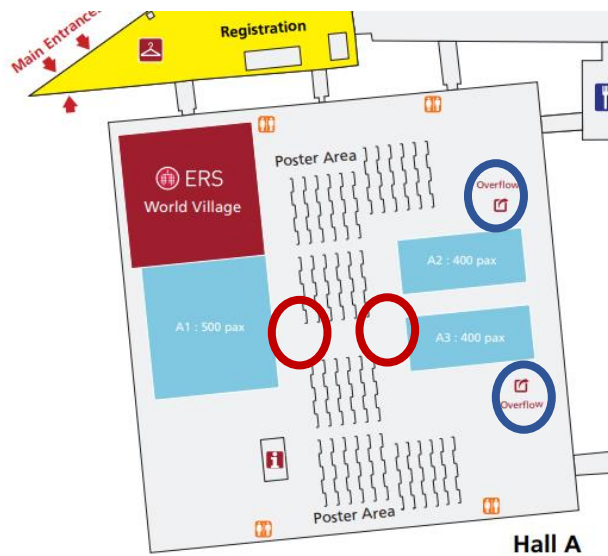 Main Entrance
Registration
Poster Area
ERS
World Village
Overflow
A2 : 400 pax
A1 : 500 pax
A3 : 400 pax
Overflow
i
Poster Area
Hall A